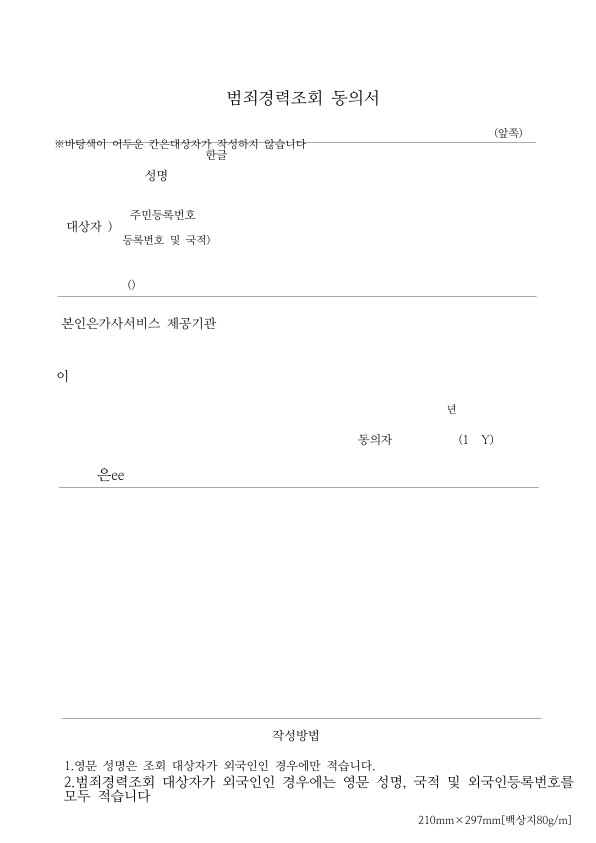 범죄경력조회 동의서
(앞쪽)
※바탕색이 어두운 칸은대상자가 작성하지 않습니다
한글
성명
주민등록번호
대상자 )
등록번호 및 국적)
()
본인은가사서비스 제공기관
이
년
동의자 (1 Y)
은ee
작성방법
1.영문 성명은 조회 대상자가 외국인인 경우에만 적습니다.
2.범죄경력조회 대상자가 외국인인 경우에는 영문 성명, 국적 및 외국인등록번호를
모두 적습니다
210mm×297mm[백상지80g/m]